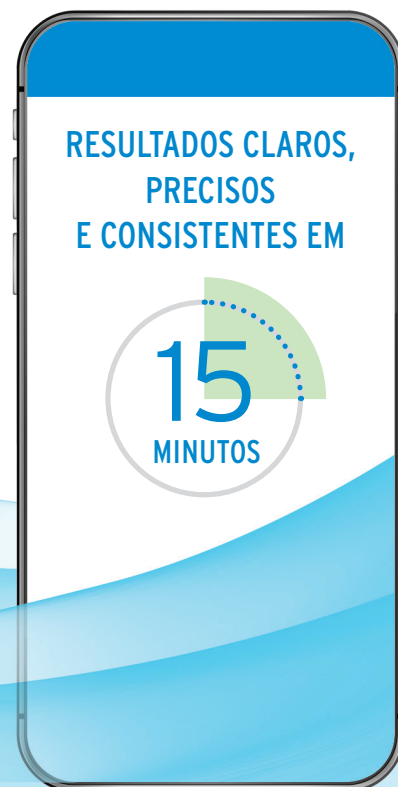 RESULTADOS CLAROS,
PRECISOS
E CONSISTENTES EM
15
MINUTOS